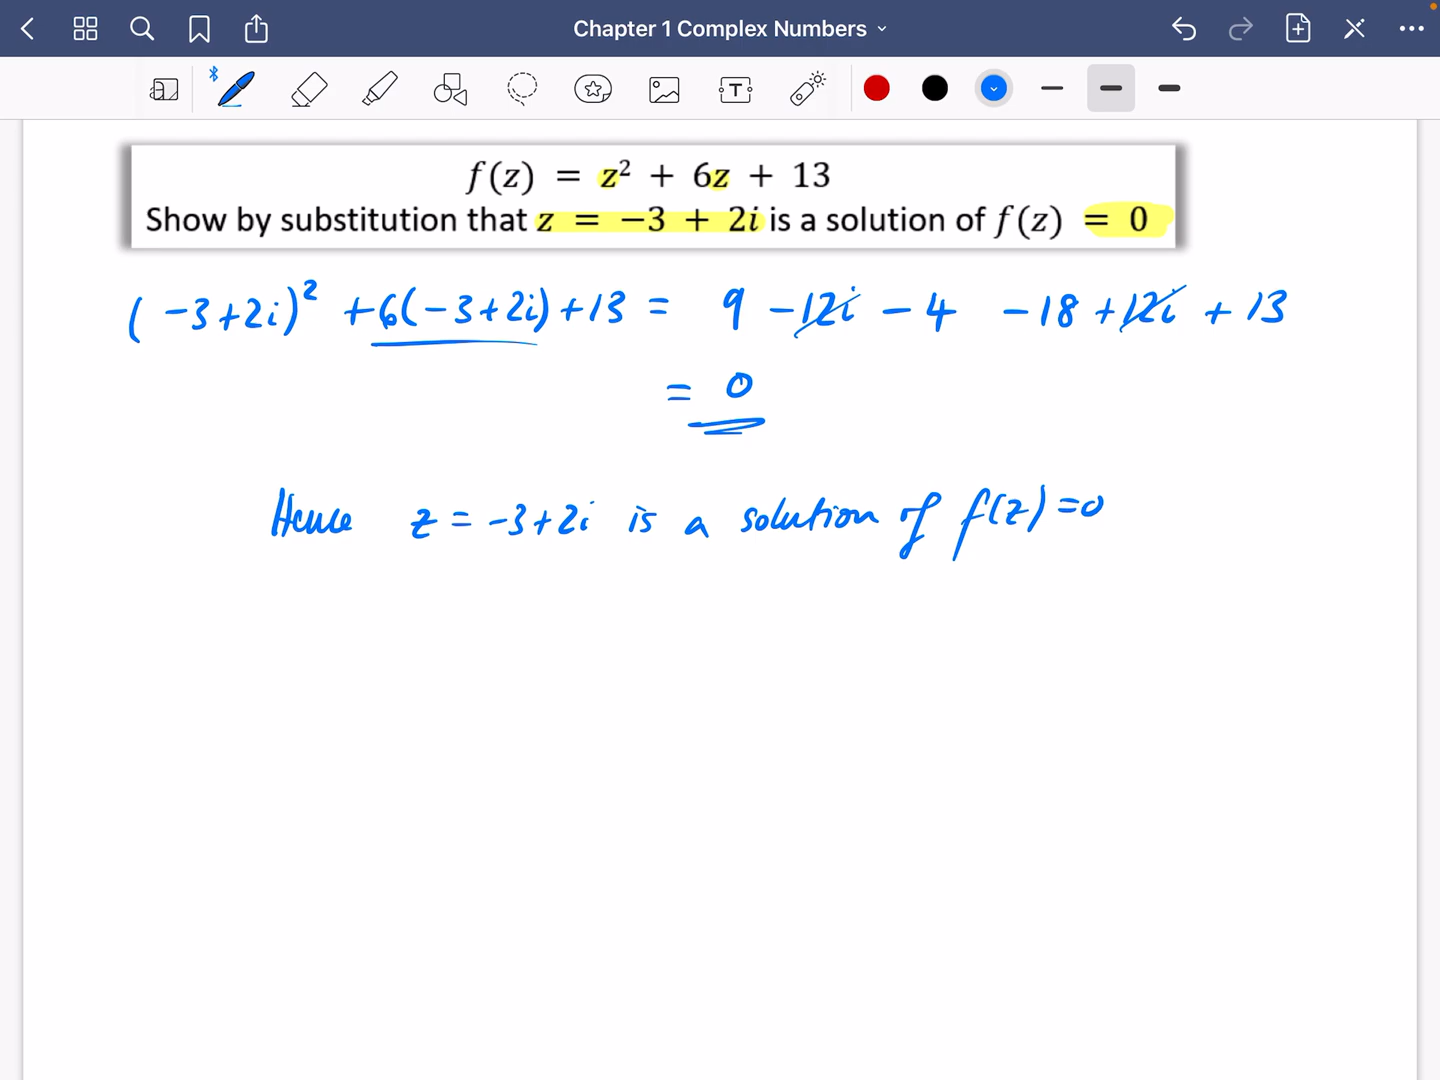 Chapter 1 Complex Numbers
f(z) = z² + 6z + 13
Show by substitution that z = −3 + 2i is a solution of f(z) = 0
(-3+2i)² +6(-3+2i)+13 = 9 -12i -4 -18 +12i +13
= 0
Hence z = -3+2i is a solution of f(z)=0